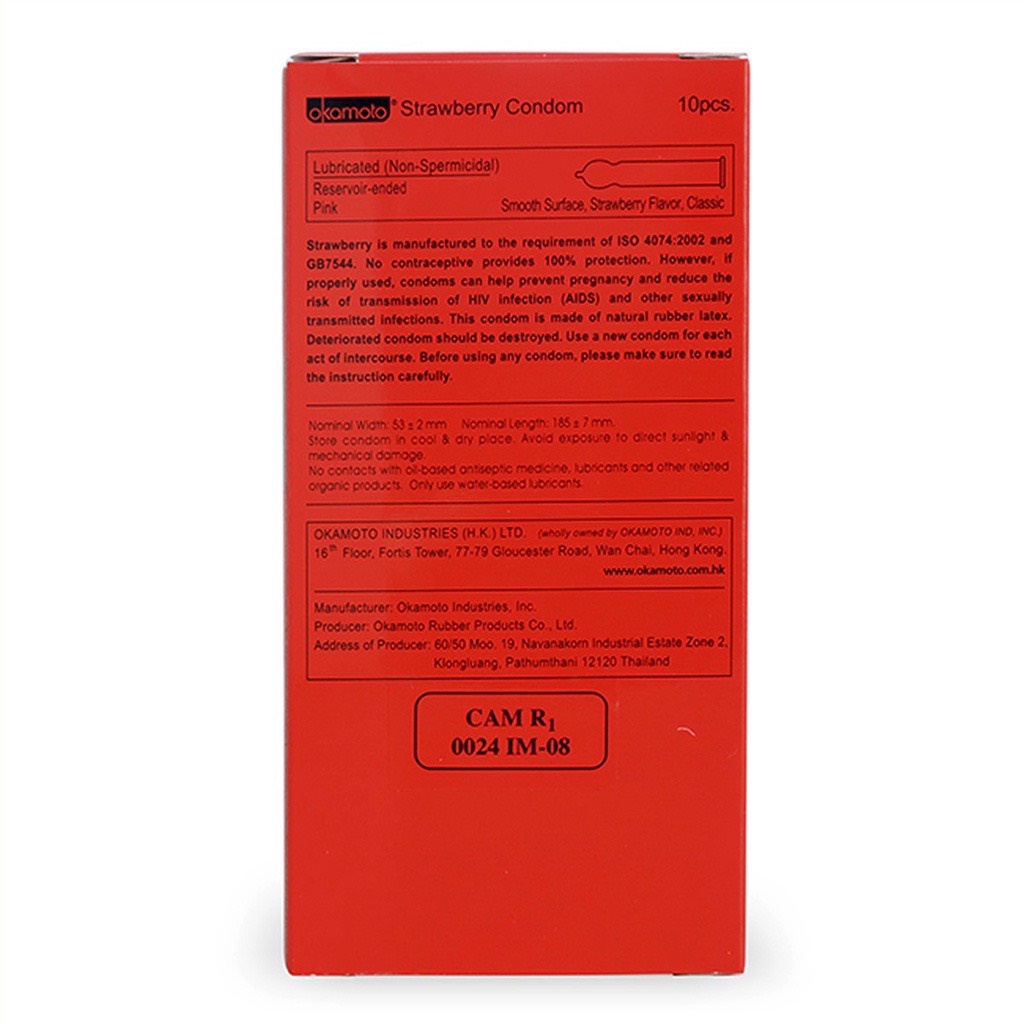 okamoto® Strawberry Condom 10pcs.
Lubricated (Non-Spermicidal)
Reservoir-ended
Pink Smooth Surface, Strawberry Flavor, Classic
Strawberry is manufactured to the requirement of ISO 4074:2002 and
GB7544. No contraceptive provides 100% protection. However, if
properly used, condoms can help prevent pregnancy and reduce the
risk of transmission of HIV infection (AIDS) and other sexually
transmitted infections. This condom is made of natural rubber latex.
Deteriorated condom should be destroyed. Use a new condom for each
act of intercourse. Before using any condom, please make sure to read
the instruction carefully.
Nominal Width: 53 ± 2 mm Nominal Length: 185 ± 7 mm.
Store condom in cool & dry place. Avoid exposure to direct sunlight &
mechanical damage.
No contacts with oil-based antiseptic medicine, lubricants and other related
organic products. Only use water-based lubricants.
OKAMOTO INDUSTRIES (H.K.) LTD. (wholly owned by OKAMOTO IND, INC.)
16th Floor, Fortis Tower, 77-79 Gloucester Road, Wan Chai, Hong Kong.
www.okamoto.com.hk
Manufacturer: Okamoto Industries, Inc.
Producer: Okamoto Rubber Products Co., Ltd.
Address of Producer: 60/50 Moo. 19, Navanakorn Industrial Estate Zone 2,
Klongluang, Pathumthani 12120 Thailand
CAM R1
0024 IM-08